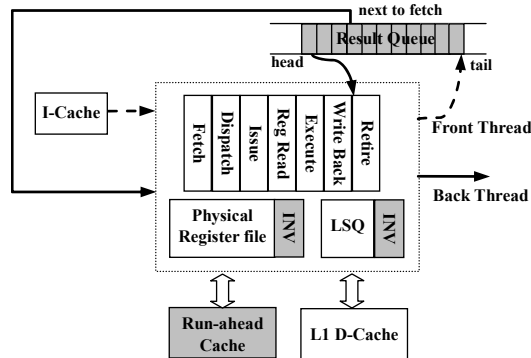 next to fetch
Result Queue
head
tail
I-Cache
Fetch
Dispatch
Issue
Reg Read
Execute
Write Back
Retire
Front Thread
Back Thread
Physical
Register file
INV
LSQ
INV
Run-ahead
Cache
L1 D-Cache